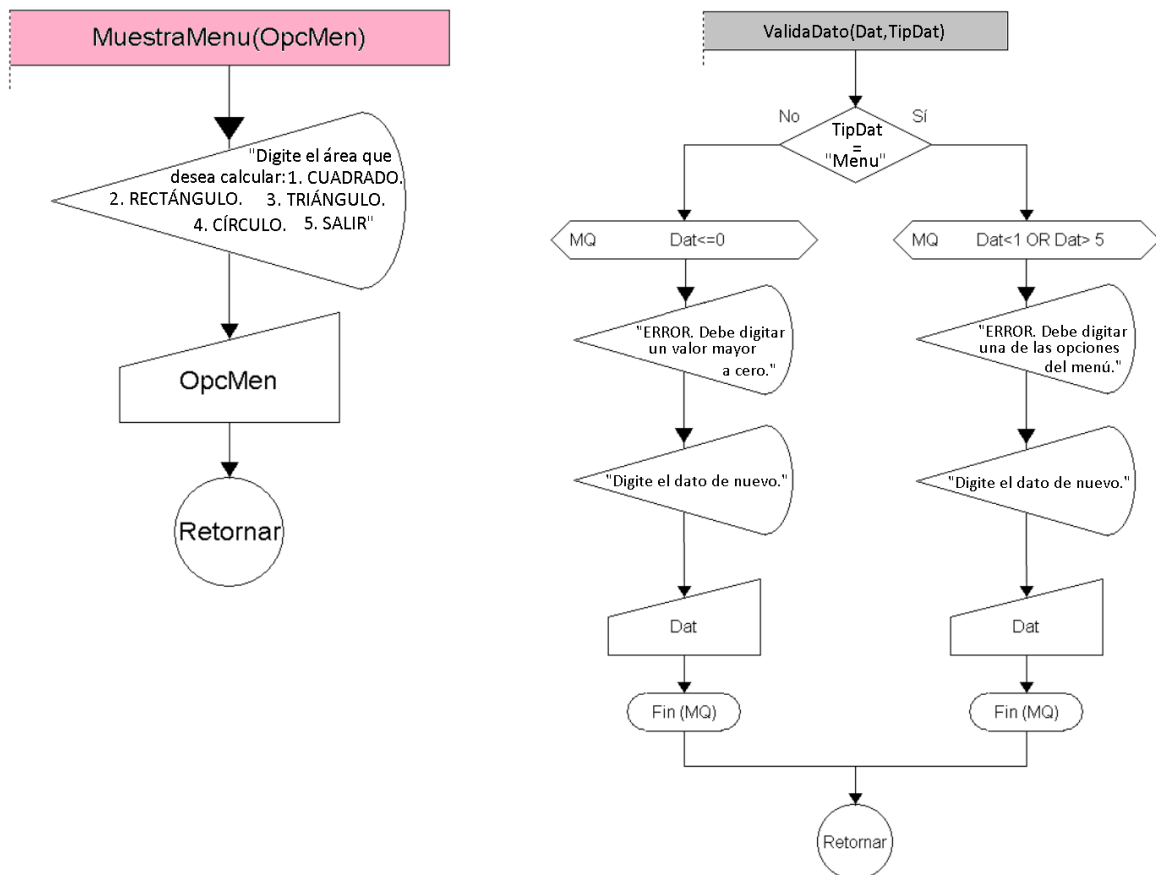 MuestraMenu(OpcMen)
"Digite el área que
desea calcular: 1. CUADRADO.
2. RECTÁNGULO. 3. TRIÁNGULO.
4. CÍRCULO. 5. SALIR"
OpcMen
Retornar
ValidaDato(Dat,TipDat)
No
Sí
TipDat
=
"Menu"
MQ Dat<=0
"ERROR. Debe digitar
un valor mayor
a cero."
"Digite el dato de nuevo."
Dat
Fin (MQ)
MQ Dat<1 OR Dat> 5
"ERROR. Debe digitar
una de las opciones
del menú."
"Digite el dato de nuevo."
Dat
Fin (MQ)
Retornar